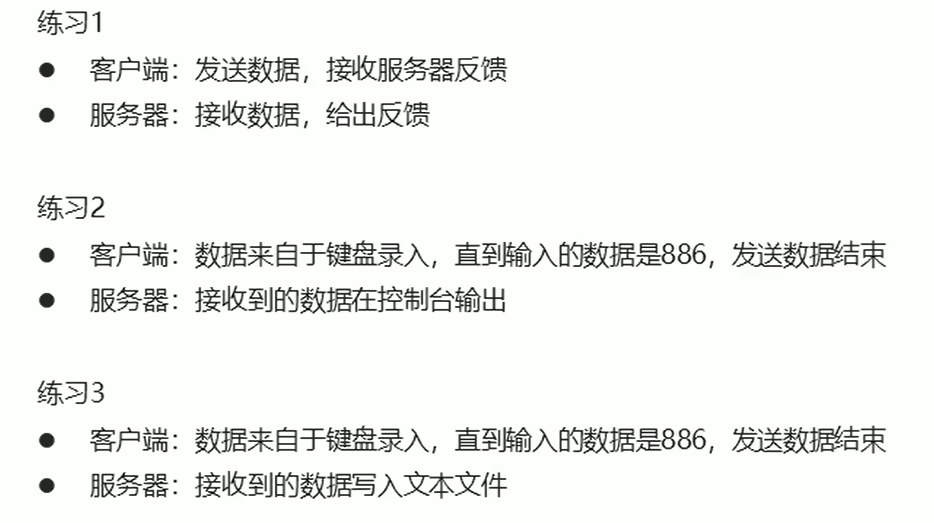 练习1
● 客户端：发送数据，接收服务器反馈
● 服务器：接收数据，给出反馈
练习2
● 客户端：数据来自于键盘录入，直到输入的数据是886，发送数据结束
● 服务器：接收到的数据在控制台输出
练习3
● 客户端：数据来自于键盘录入，直到输入的数据是886，发送数据结束
● 服务器：接收到的数据写入文本文件